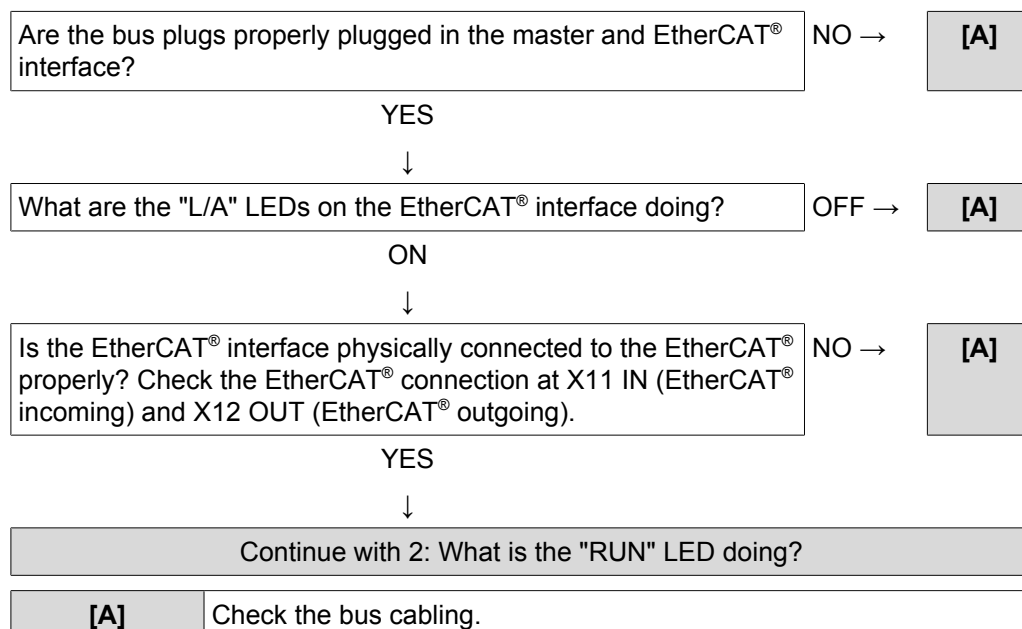 Are the bus plugs properly plugged in the master and EtherCAT® interface?
NO →
[A]
YES
↓
What are the "L/A" LEDs on the EtherCAT® interface doing?
OFF →
[A]
ON
↓
Is the EtherCAT® interface physically connected to the EtherCAT®
properly? Check the EtherCAT® connection at X11 IN (EtherCAT®
incoming) and X12 OUT (EtherCAT® outgoing).
NO →
[A]
YES
↓
Continue with 2: What is the "RUN" LED doing?
[A] Check the bus cabling.